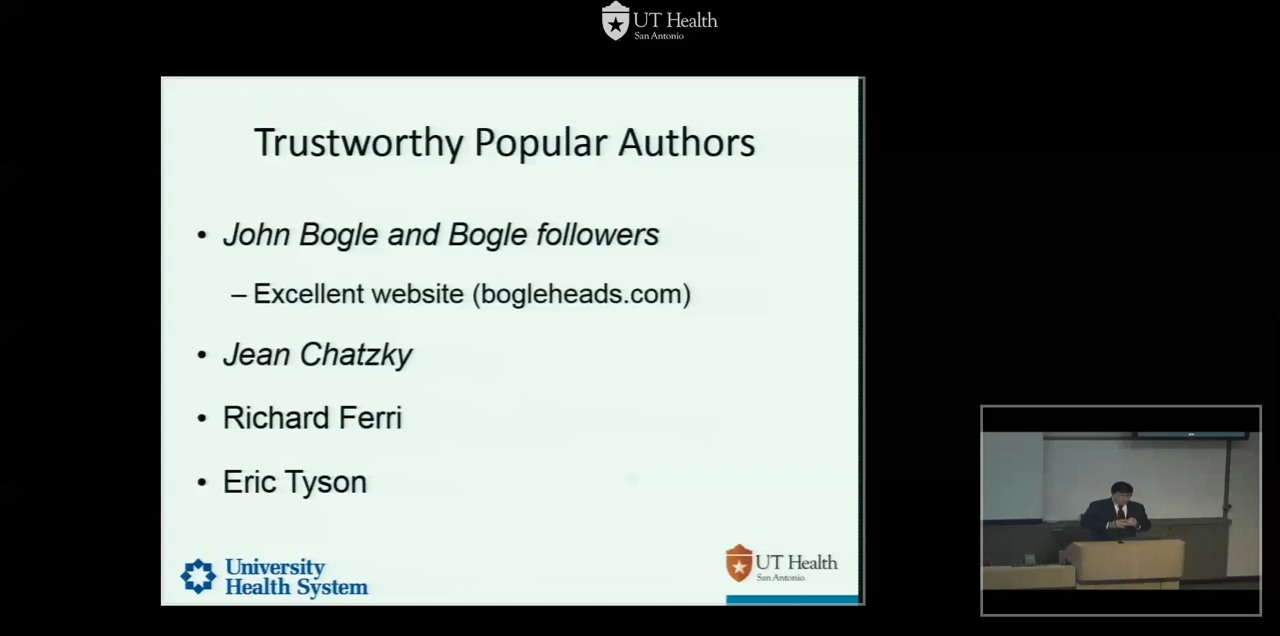 UT Health
San Antonio
Trustworthy Popular Authors
• John Bogle and Bogle followers
– Excellent website (bogleheads.com)
• Jean Chatzky
• Richard Ferri
• Eric Tyson
University
Health System
UT Health
San Antonio